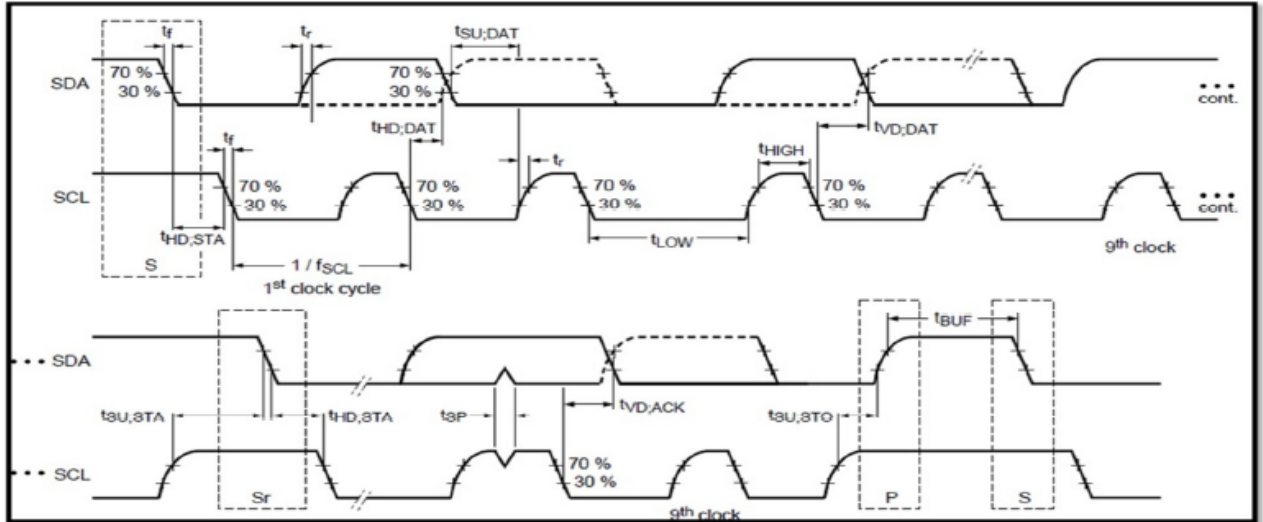 tf tr tSU;DAT
SDA 70 % 30 % 70 % 30 % ••• cont.
tHD;DAT tVD;DAT
tf tr tHIGH
SCL 70 % 30 % 70 % 30 % 70 % 30 % 70 % 30 % ••• cont.
tHD;STA tLOW 9th clock
S 1 / fSCL
1st clock cycle
tBUF
••• SDA
tSU;STA tHD;STA tSP tVD;ACK tSU;STO
••• SCL 70 % 30 %
Sr P S
9th clock